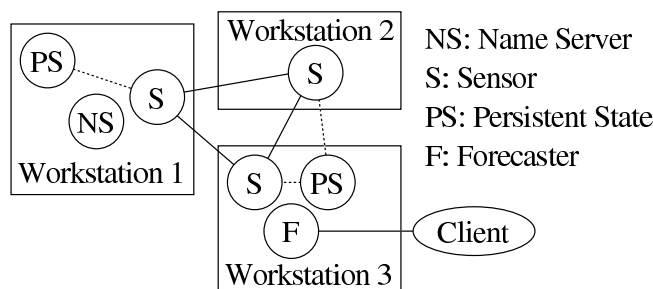 PS
S
NS
Workstation 1
Workstation 2
S
S
PS
F
Workstation 3
Client
NS: Name Server
S: Sensor
PS: Persistent State
F: Forecaster